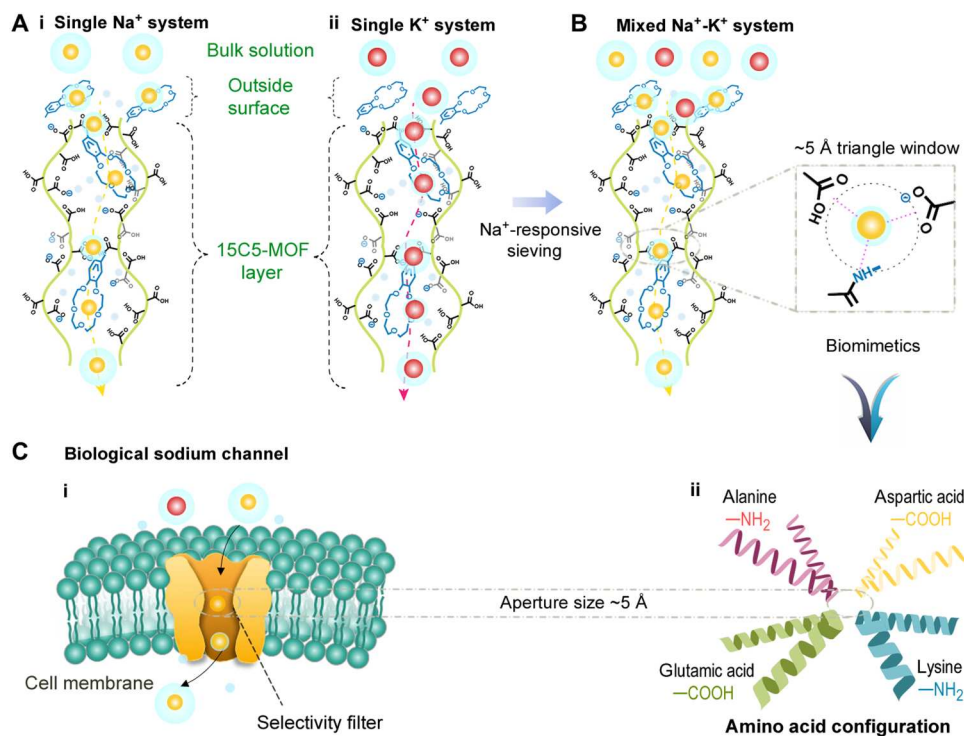 A
i Single Na⁺ system
ii Single K⁺ system
Bulk solution
Outside
surface
15C5-MOF
layer
Na⁺-responsive
sieving
B
Mixed Na⁺-K⁺ system
~5 Å triangle window
O
HO
⊖
O
O
NH
Biomimetics
C
Biological sodium channel
i
Cell membrane
Selectivity filter
Aperture size ~5 Å
ii
Alanine
—NH₂
Aspartic acid
—COOH
Glutamic acid
—COOH
Lysine
—NH₂
Amino acid configuration